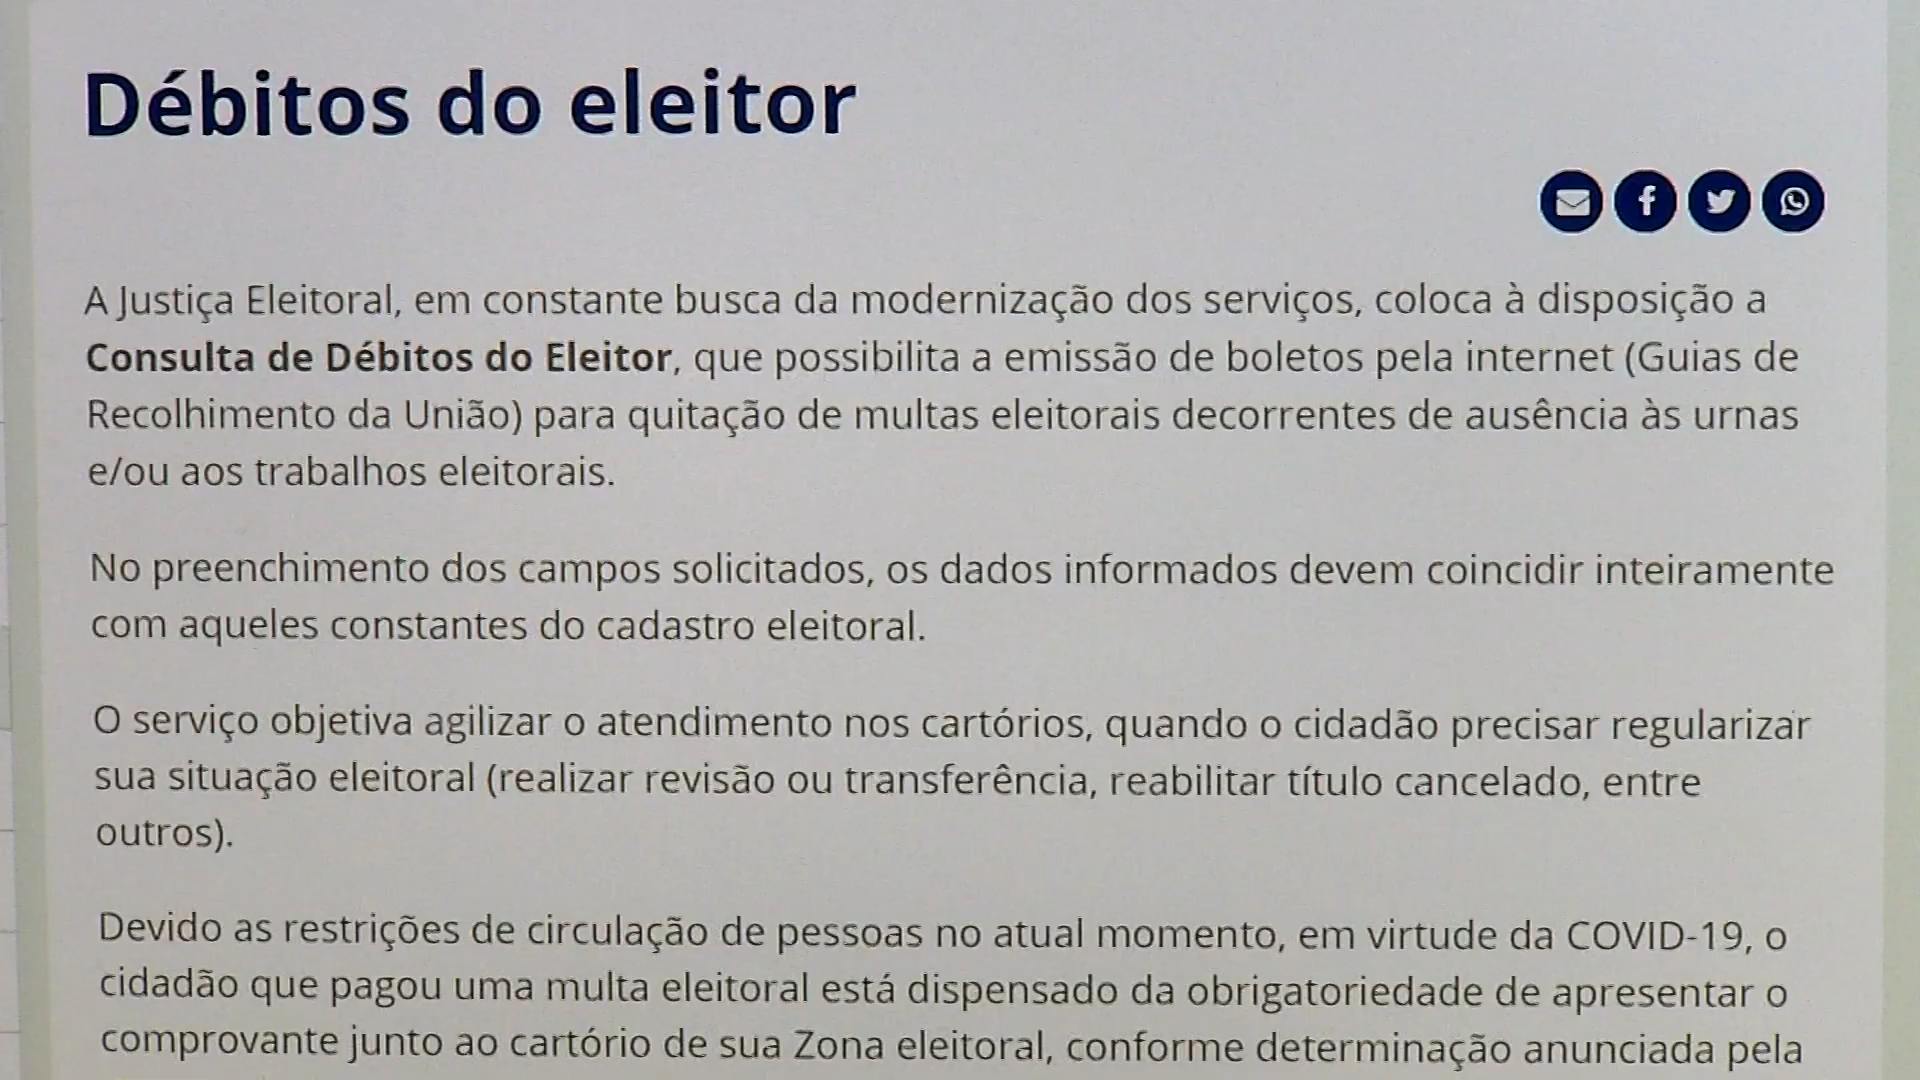 Débitos do eleitor
A Justiça Eleitoral, em constante busca da modernização dos serviços, coloca à disposição a
Consulta de Débitos do Eleitor, que possibilita a emissão de boletos pela internet (Guias de
Recolhimento da União) para quitação de multas eleitorais decorrentes de ausência às urnas
e/ou aos trabalhos eleitorais.
No preenchimento dos campos solicitados, os dados informados devem coincidir inteiramente
com aqueles constantes do cadastro eleitoral.
O serviço objetiva agilizar o atendimento nos cartórios, quando o cidadão precisar regularizar
sua situação eleitoral (realizar revisão ou transferência, reabilitar título cancelado, entre
outros).
Devido as restrições de circulação de pessoas no atual momento, em virtude da COVID-19, o
cidadão que pagou uma multa eleitoral está dispensado da obrigatoriedade de apresentar o
comprovante junto ao cartório de sua Zona eleitoral, conforme determinação anunciada pela